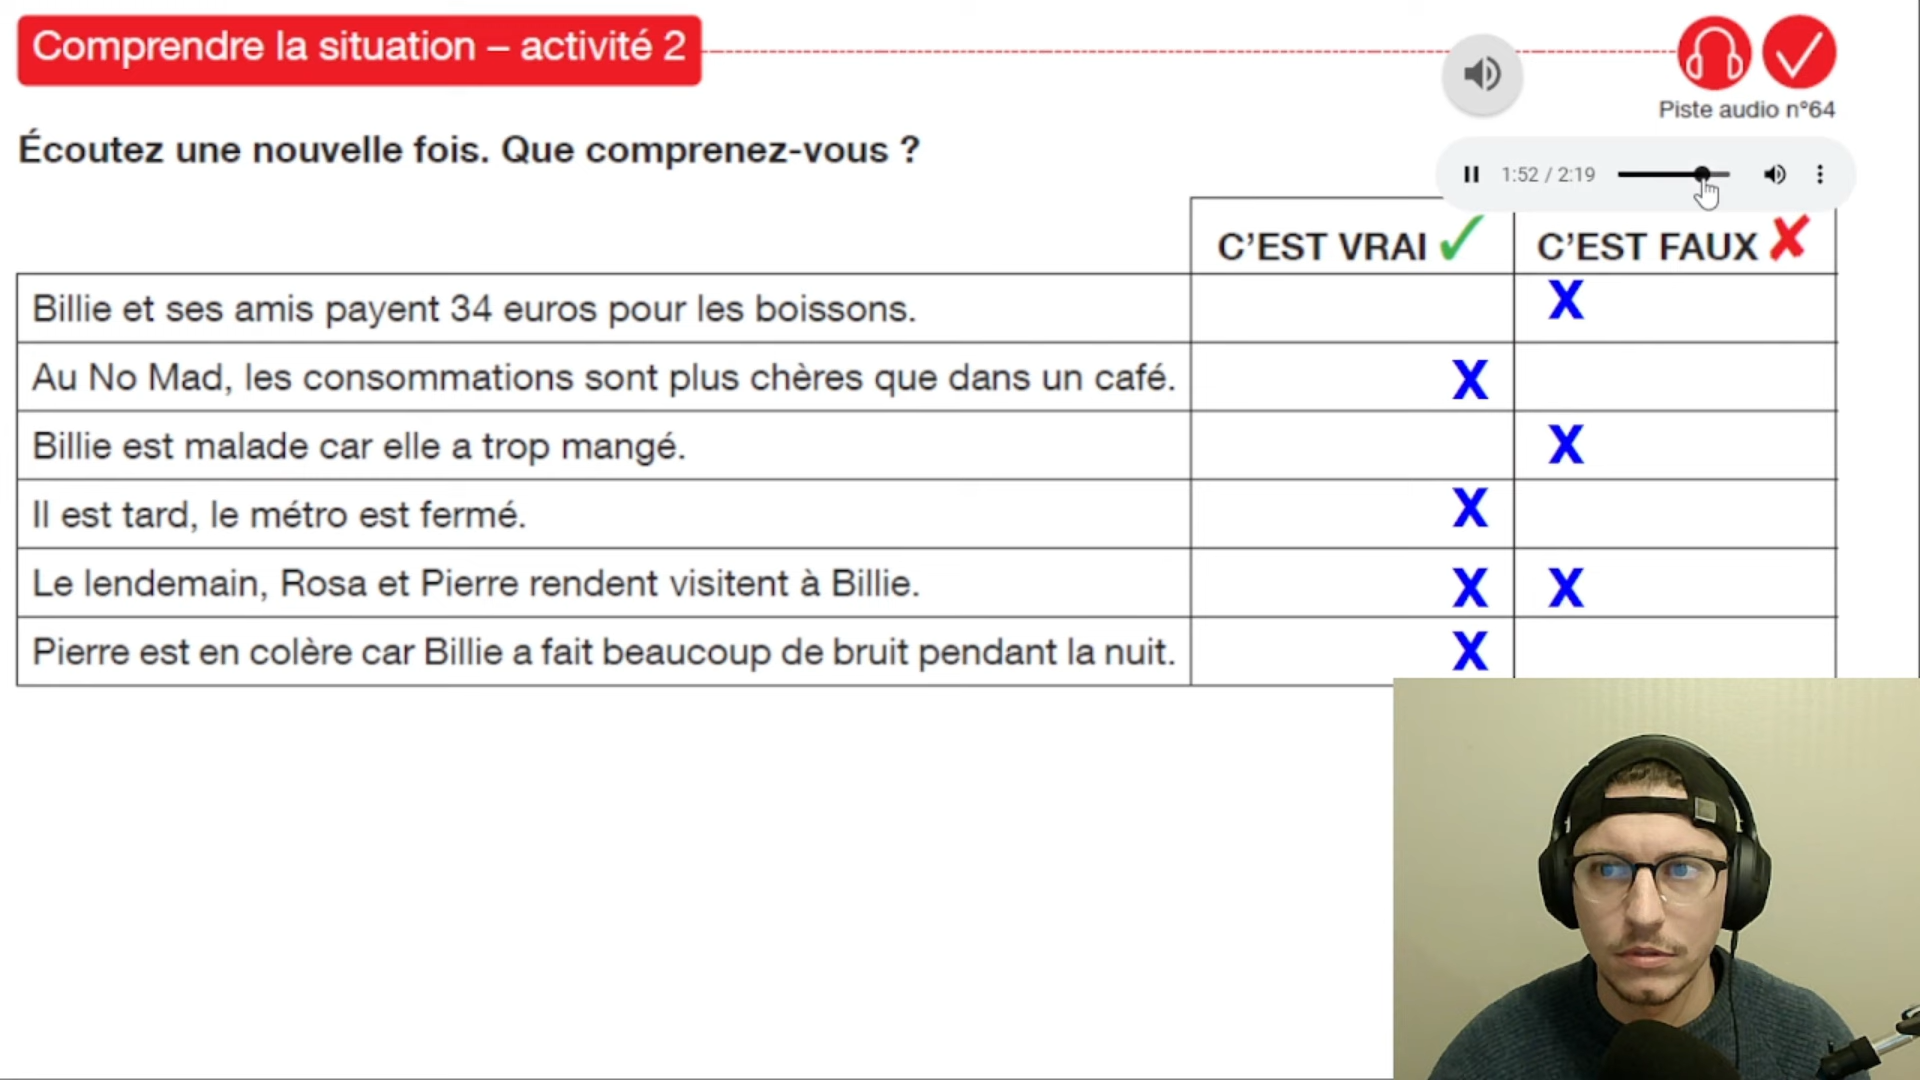 Comprendre la situation – activité 2
Piste audio n°64
Écoutez une nouvelle fois. Que comprenez-vous ?
1:52 / 2:19
C'EST VRAI ✓ C'EST FAUX ✘
Billie et ses amis payent 34 euros pour les boissons. X
Au No Mad, les consommations sont plus chères que dans un café. X
Billie est malade car elle a trop mangé. X
Il est tard, le métro est fermé. X
Le lendemain, Rosa et Pierre rendent visitent à Billie. X X
Pierre est en colère car Billie a fait beaucoup de bruit pendant la nuit. X